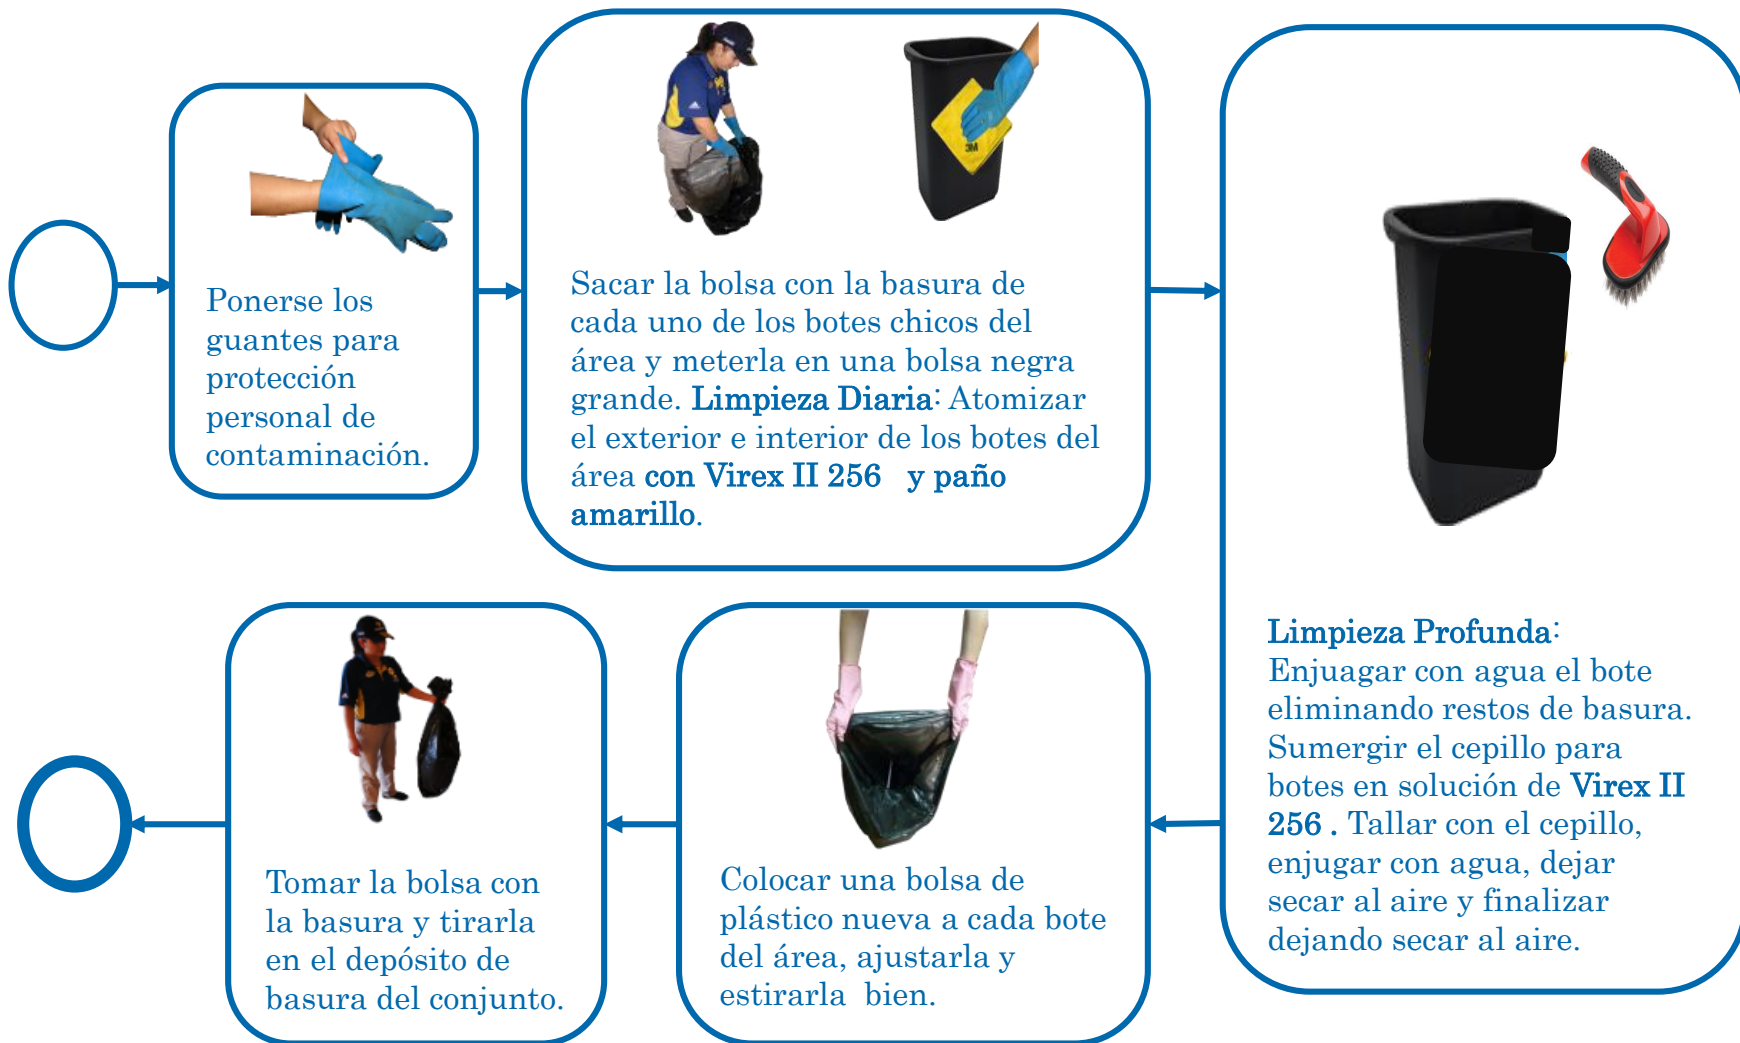 Ponerse los
guantes para
protección
personal de
contaminación.
3M
Sacar la bolsa con la basura de
cada uno de los botes chicos del
área y meterla en una bolsa negra
grande. Limpieza Diaria: Atomizar
el exterior e interior de los botes del
área con Virex II 256 y paño
amarillo.
Limpieza Profunda:
Enjuagar con agua el bote
eliminando restos de basura.
Sumergir el cepillo para
botes en solución de Virex II
256 . Tallar con el cepillo,
enjugar con agua, dejar
secar al aire y finalizar
dejando secar al aire.
Colocar una bolsa de
plástico nueva a cada bote
del área, ajustarla y
estirarla bien.
Tomar la bolsa con
la basura y tirarla
en el depósito de
basura del conjunto.